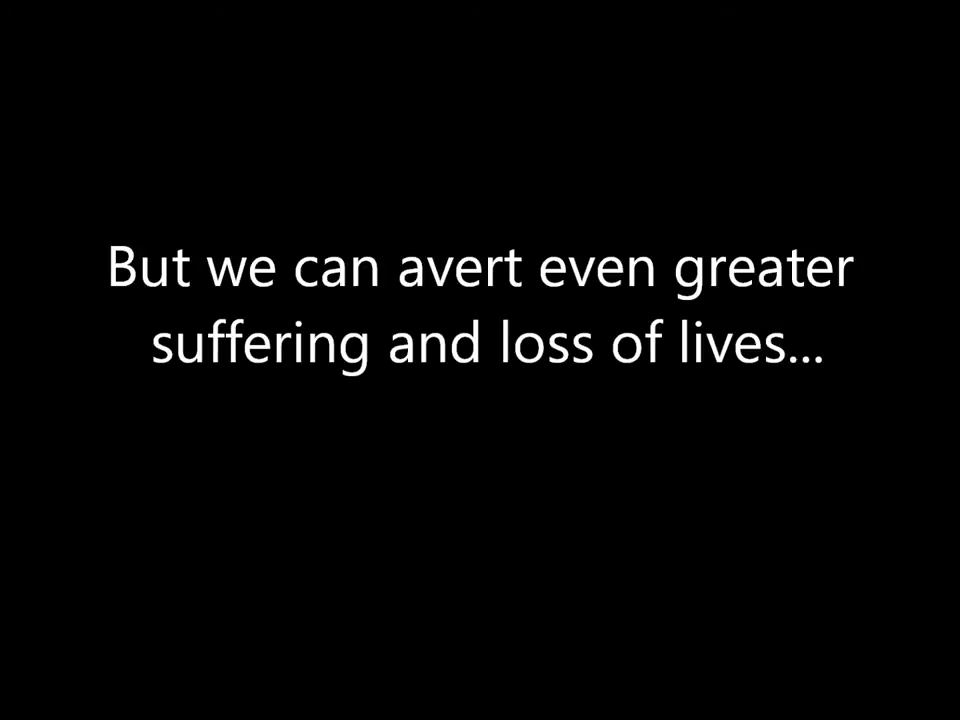 But we can avert even greater
suffering and loss of lives...